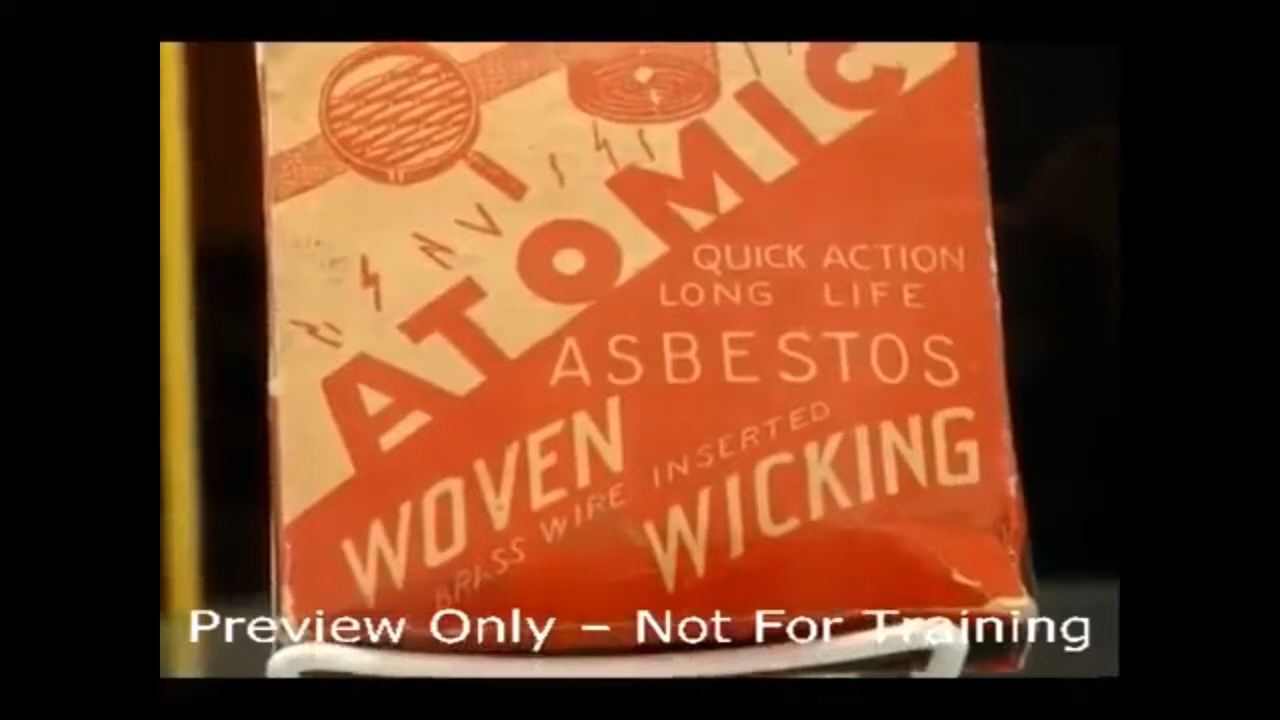 ATOMIC
QUICK ACTION
LONG LIFE
ASBESTOS
WOVEN
BRASS WIRE INSERTED
WICKING
Preview Only – Not For Training